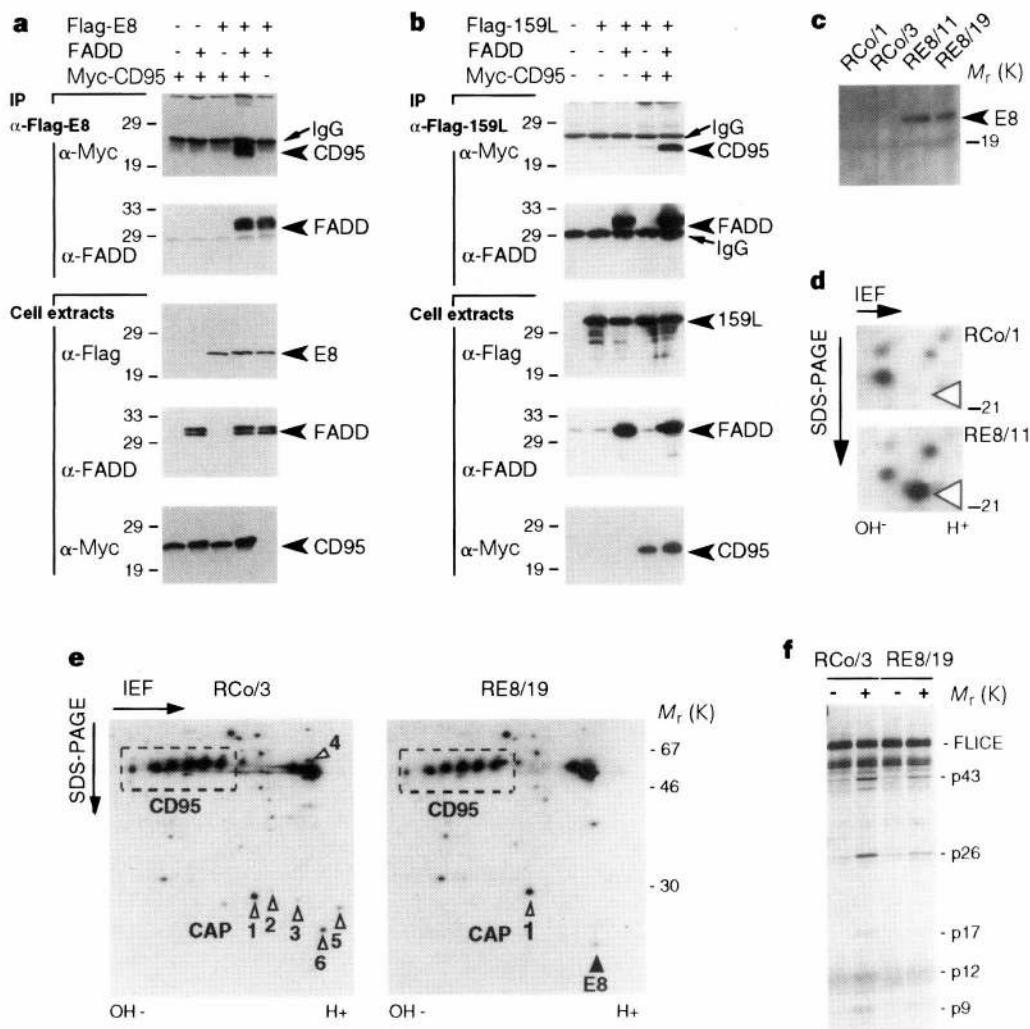 a
Flag-E8 - - + + +
FADD - + - + +
Myc-CD95 + + + + -
IP
α-Flag-E8
α-Myc
29 -
19 -
IgG
CD95
α-FADD
33 -
29 -
FADD
Cell extracts
α-Flag
29 -
19 -
E8
α-FADD
33 -
29 -
FADD
α-Myc
29 -
19 -
CD95
b
Flag-159L - + + + +
FADD - - + - +
Myc-CD95 - - - + +
IP
α-Flag-159L
α-Myc
29 -
19 -
IgG
CD95
α-FADD
33 -
29 -
FADD
IgG
Cell extracts
α-Flag
29 -
19 -
159L
α-FADD
33 -
29 -
FADD
α-Myc
29 -
19 -
CD95
c
RCo/1 RCo/3 RE8/11 RE8/19
Mr (K)
E8
–19
d
IEF
SDS-PAGE
RCo/1
–21
RE8/11
–21
OH- H+
e
IEF RCo/3 RE8/19
SDS-PAGE
Mr (K)
4
- 67
- 46
CD95
CD95
- 30
CAP 1 2 3 6 5
CAP 1
E8
OH - H+
OH - H+
f
RCo/3 RE8/19
- + - + Mr (K)
- FLICE
- p43
- p26
- p17
- p12
- p9